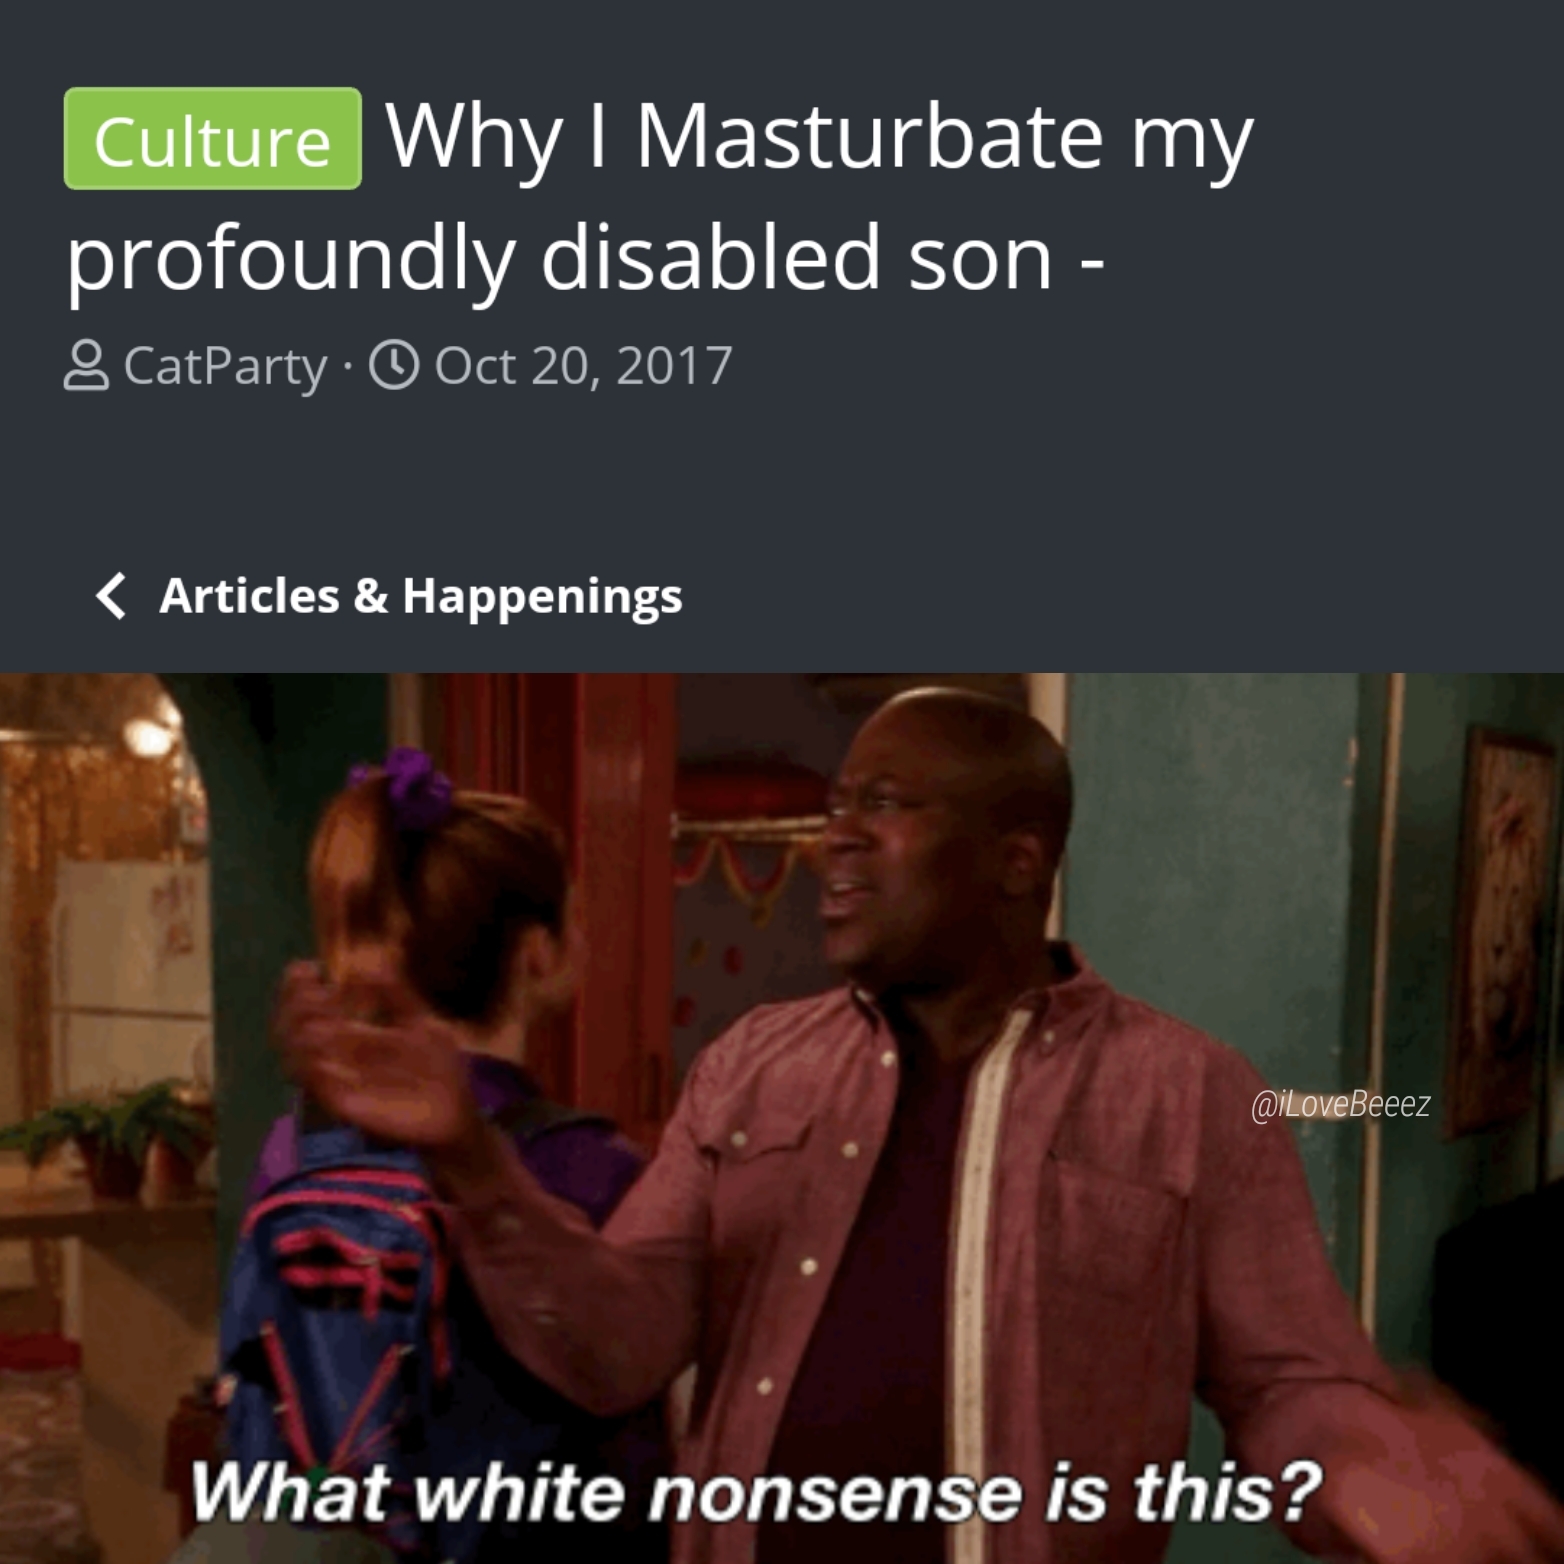 Culture Why I Masturbate my
profoundly disabled son -
CatParty · Oct 20, 2017
Articles & Happenings
@iLoveBeeez
What white nonsense is this?